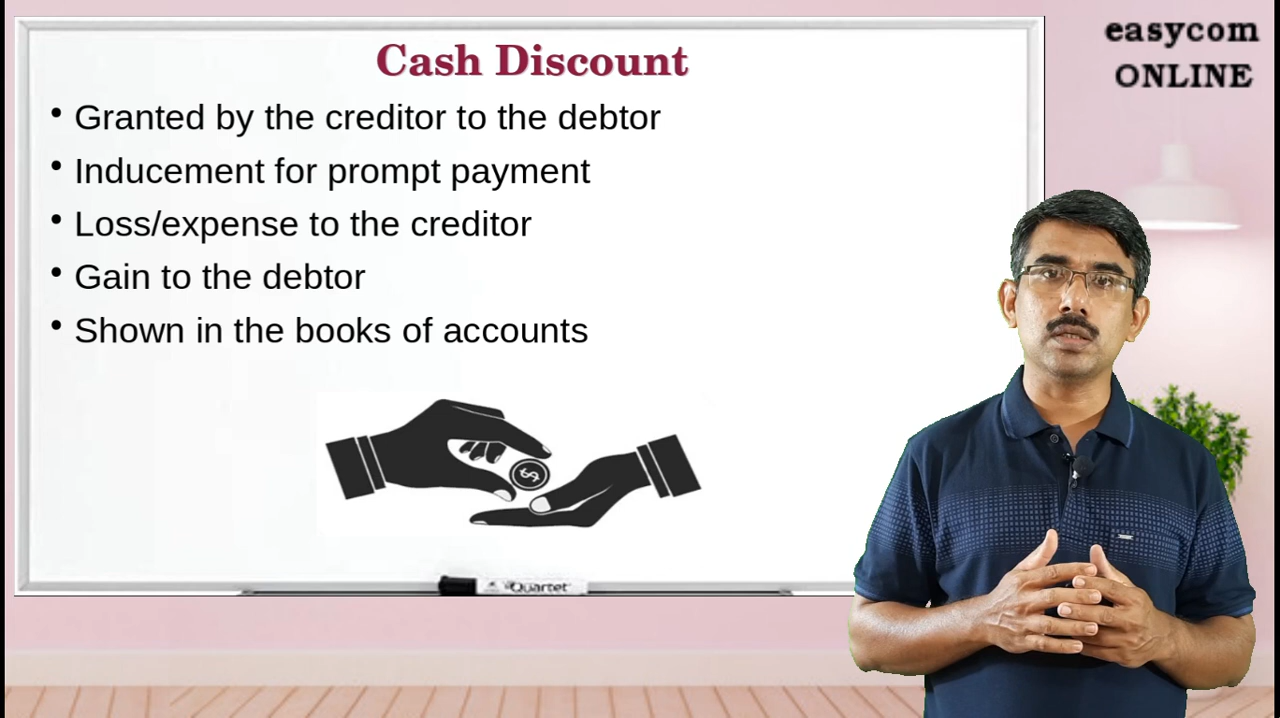 Cash Discount
• Granted by the creditor to the debtor
• Inducement for prompt payment
• Loss/expense to the creditor
• Gain to the debtor
• Shown in the books of accounts
$
Quartet
easycom
ONLINE